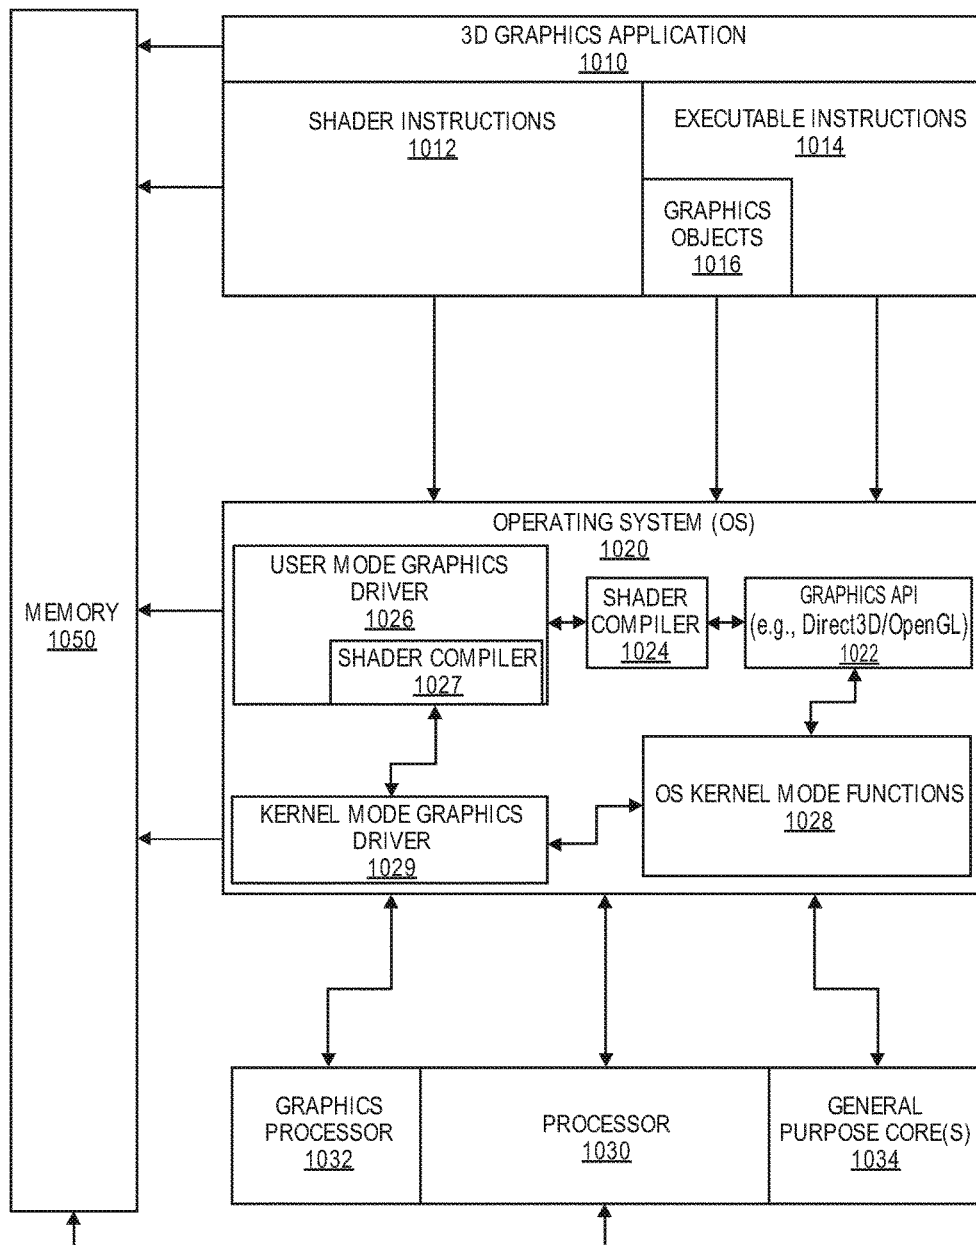 3D GRAPHICS APPLICATION
1010
SHADER INSTRUCTIONS
1012
EXECUTABLE INSTRUCTIONS
1014
GRAPHICS
OBJECTS
1016
MEMORY
1050
OPERATING SYSTEM (OS)
1020
USER MODE GRAPHICS
DRIVER
1026
SHADER COMPILER
1027
SHADER
COMPILER
1024
GRAPHICS API
(e.g., Direct3D/OpenGL)
1022
KERNEL MODE GRAPHICS
DRIVER
1029
OS KERNEL MODE FUNCTIONS
1028
GRAPHICS
PROCESSOR
1032
PROCESSOR
1030
GENERAL
PURPOSE CORE(S)
1034